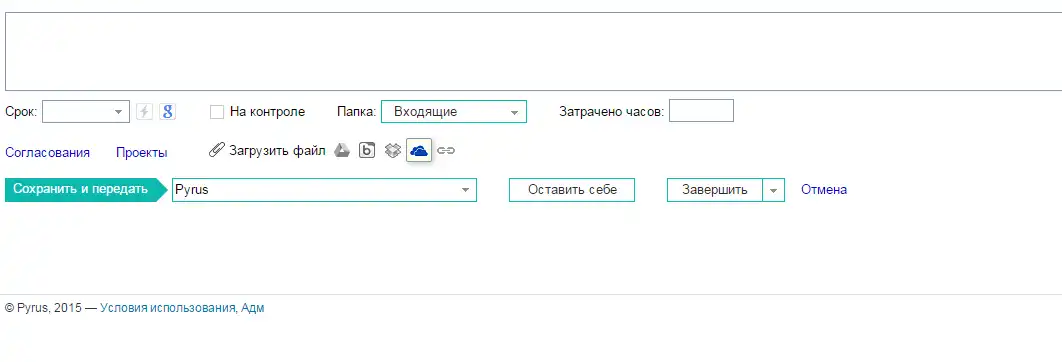 Срок: На контроле Папка: Входящие Затрачено часов:
Согласования Проекты Загрузить файл
Сохранить и передать Pyrus Оставить себе Завершить Отмена
© Pyrus, 2015 — Условия использования, Адм